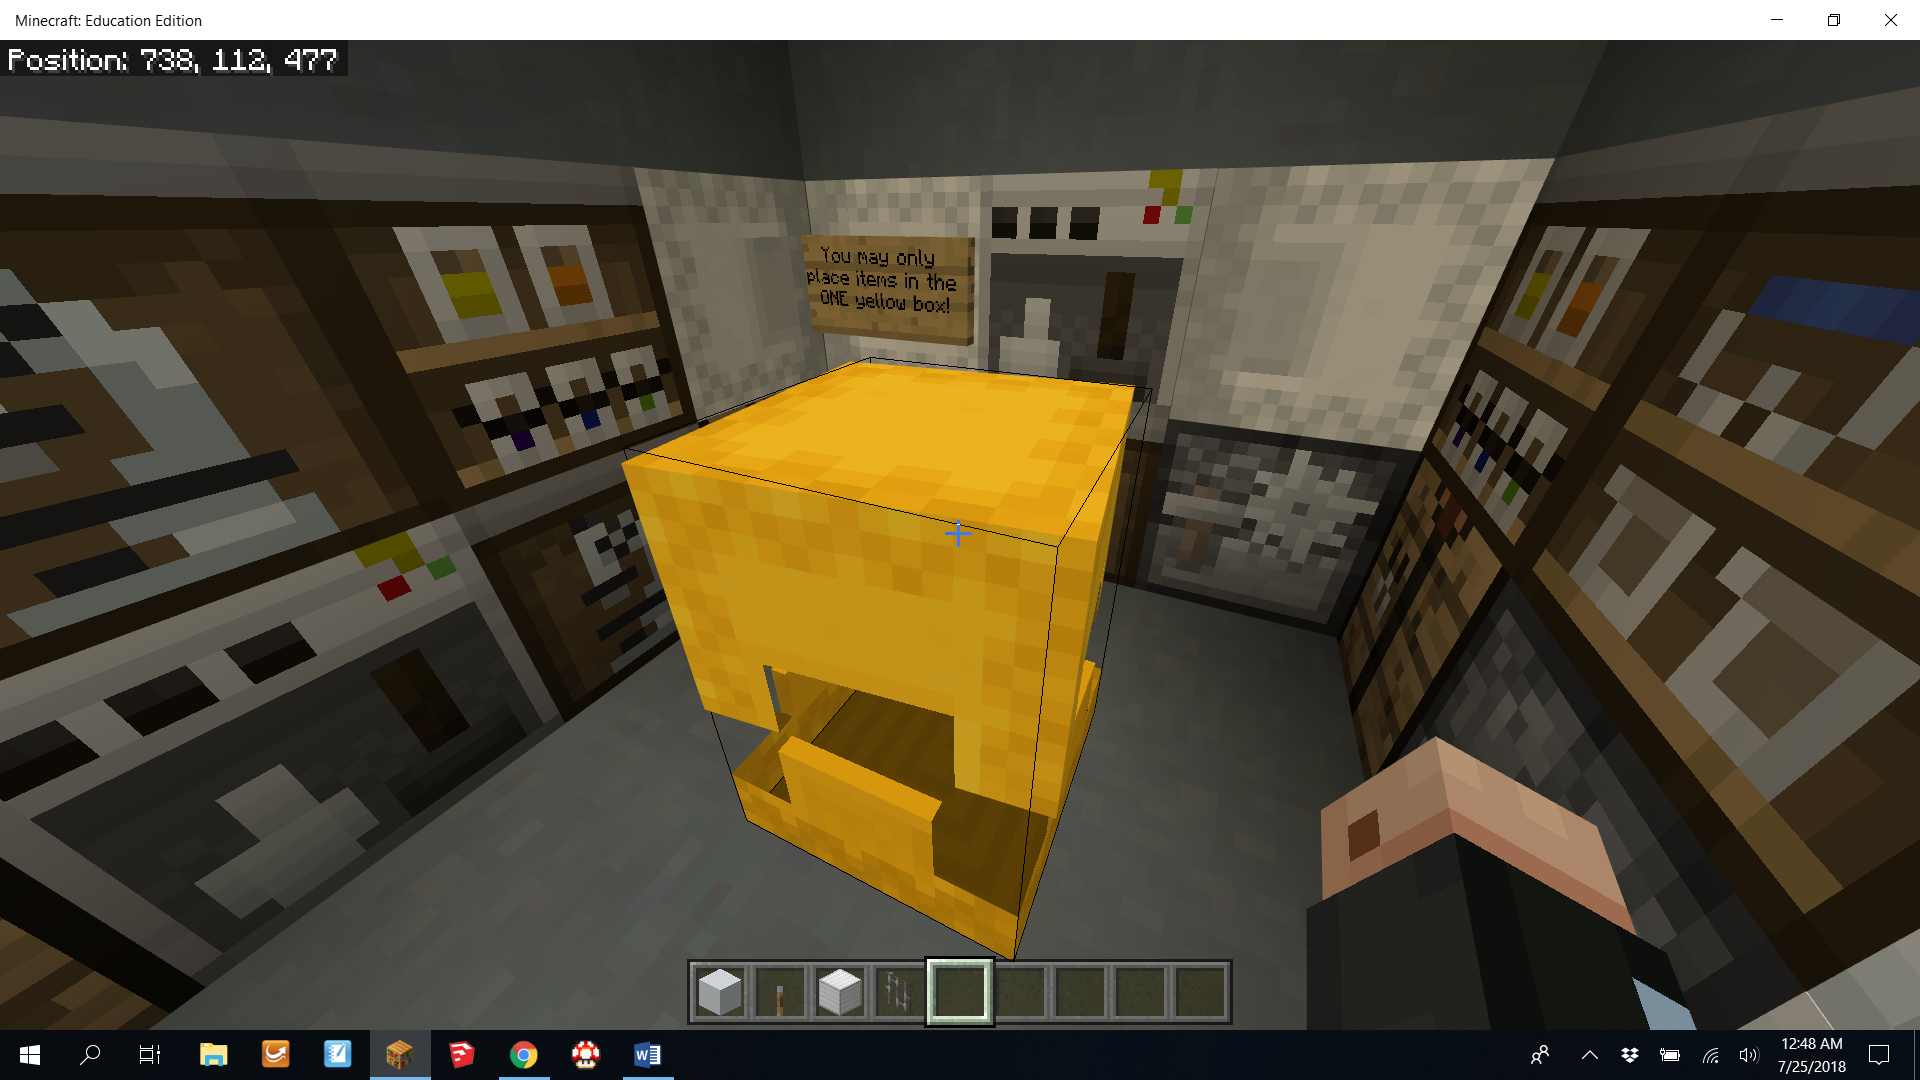 Minecraft: Education Edition
Position: 738, 112, 477
You may only
place items in the
ONE yellow box!
12:48 AM
7/25/2018